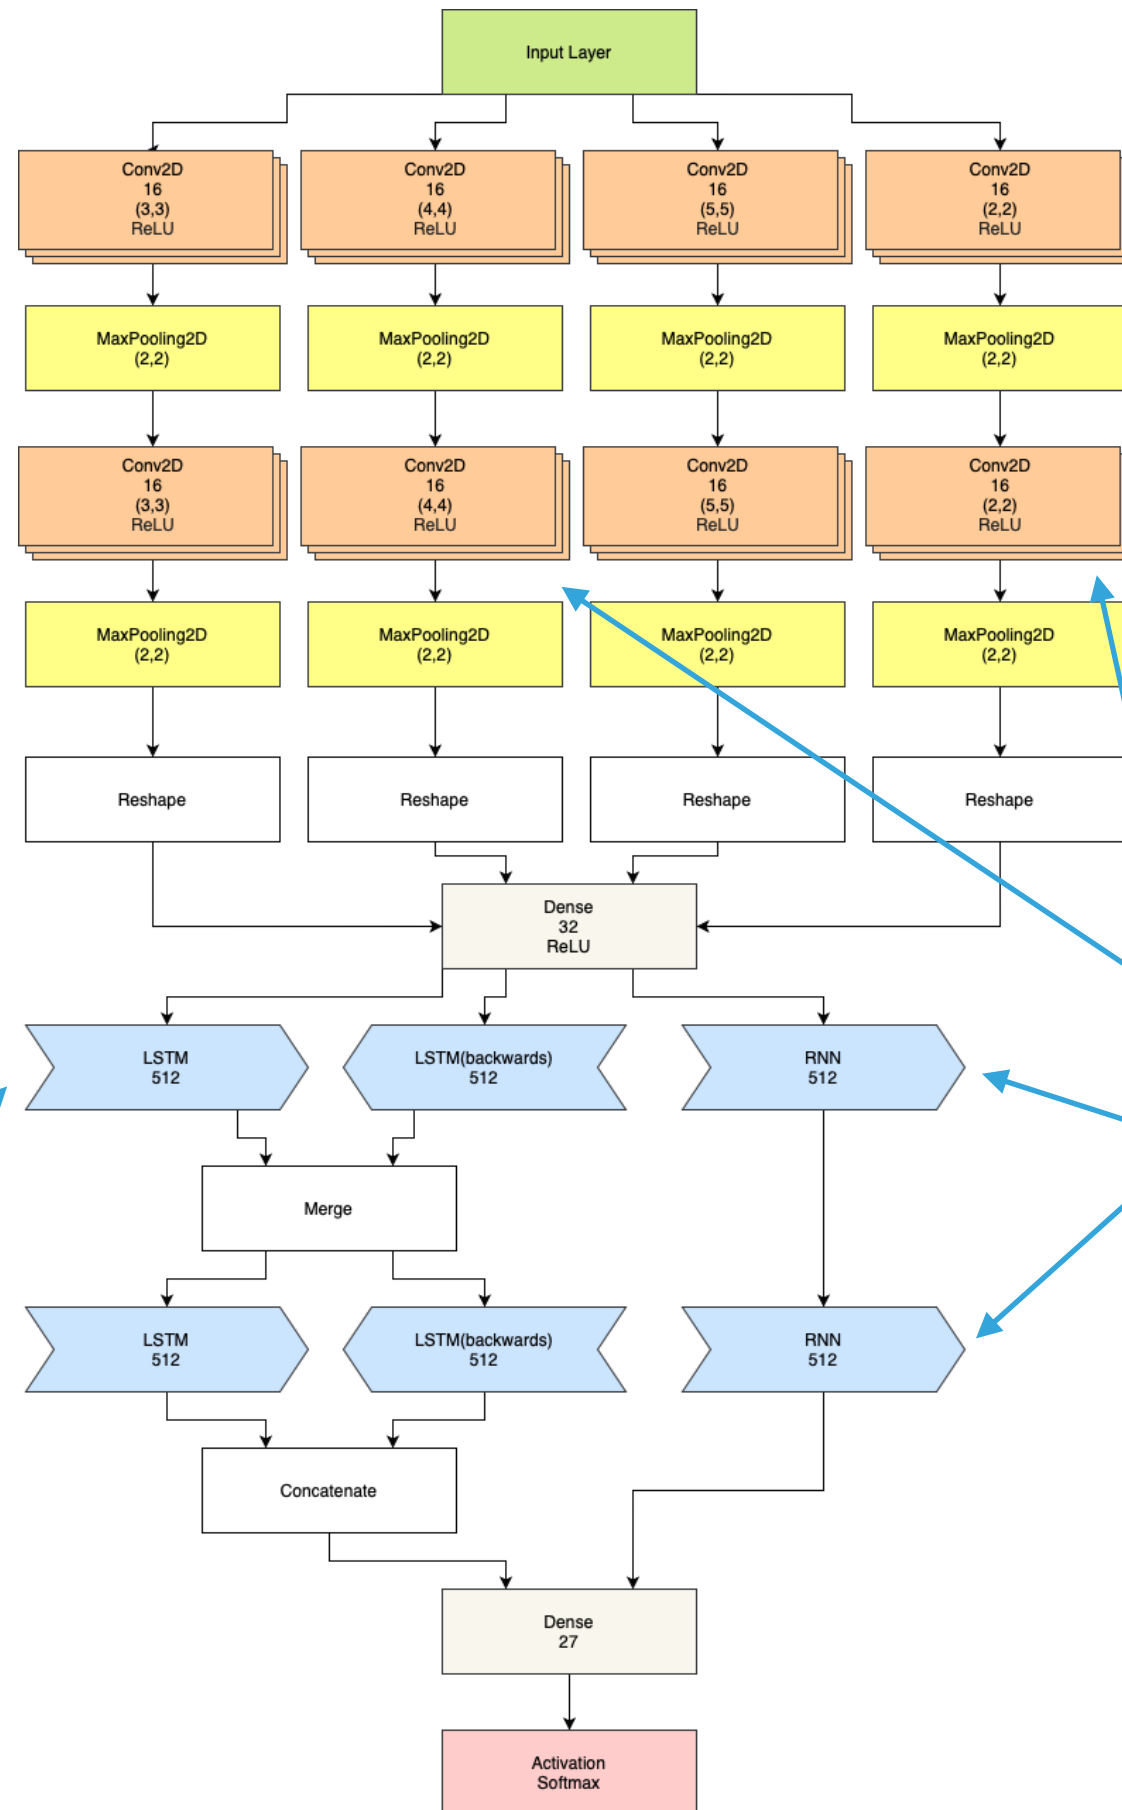 Input Layer
Conv2D
16
(3,3)
ReLU
Conv2D
16
(4,4)
ReLU
Conv2D
16
(5,5)
ReLU
Conv2D
16
(2,2)
ReLU
MaxPooling2D
(2,2)
MaxPooling2D
(2,2)
MaxPooling2D
(2,2)
MaxPooling2D
(2,2)
Conv2D
16
(3,3)
ReLU
Conv2D
16
(4,4)
ReLU
Conv2D
16
(5,5)
ReLU
Conv2D
16
(2,2)
ReLU
MaxPooling2D
(2,2)
MaxPooling2D
(2,2)
MaxPooling2D
(2,2)
MaxPooling2D
(2,2)
Reshape
Reshape
Reshape
Reshape
Dense
32
ReLU
LSTM
512
LSTM(backwards)
512
RNN
512
Merge
LSTM
512
LSTM(backwards)
512
RNN
512
Concatenate
Dense
27
Activation
Softmax